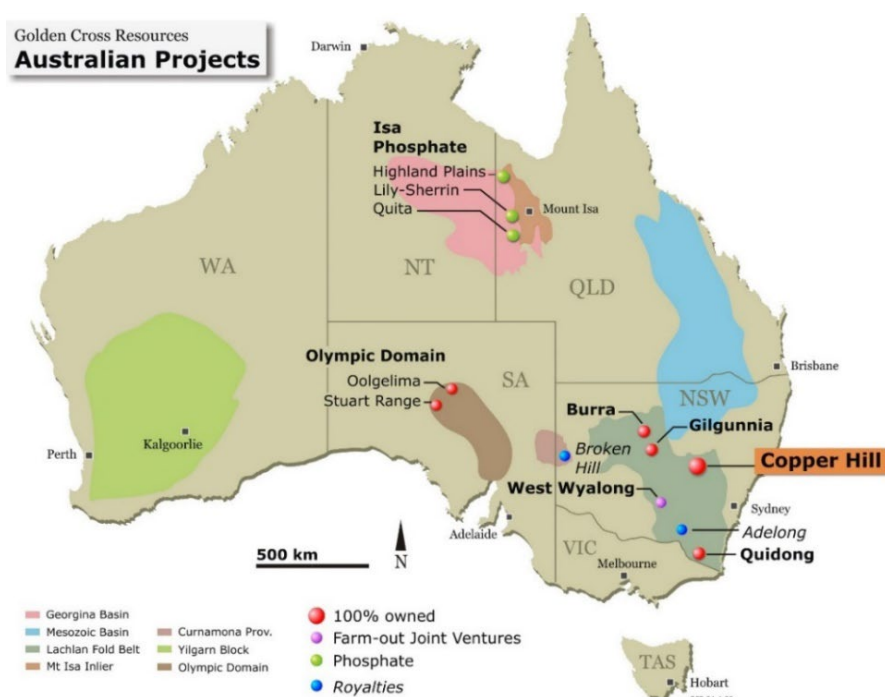 Golden Cross Resources
Australian Projects
Darwin
Isa
Phosphate
Highland Plains
Lily-Sherrin
Quita
Mount Isa
WA
NT
QLD
Olympic Domain
Oolgelima
Stuart Range
SA
Brisbane
NSW
Burra
Gilgunnia
Kalgoorlie
Perth
Broken
Hill
Copper Hill
West Wyalong
Sydney
Adelaide
Adelong
500 km
N
VIC
Quidong
Melbourne
Georgina Basin
Mesozoic Basin
Lachlan Fold Belt
Mt Isa Inlier
Curnamona Prov.
Yilgarn Block
Olympic Domain
100% owned
Farm-out Joint Ventures
Phosphate
Royalties
TAS
Hobart